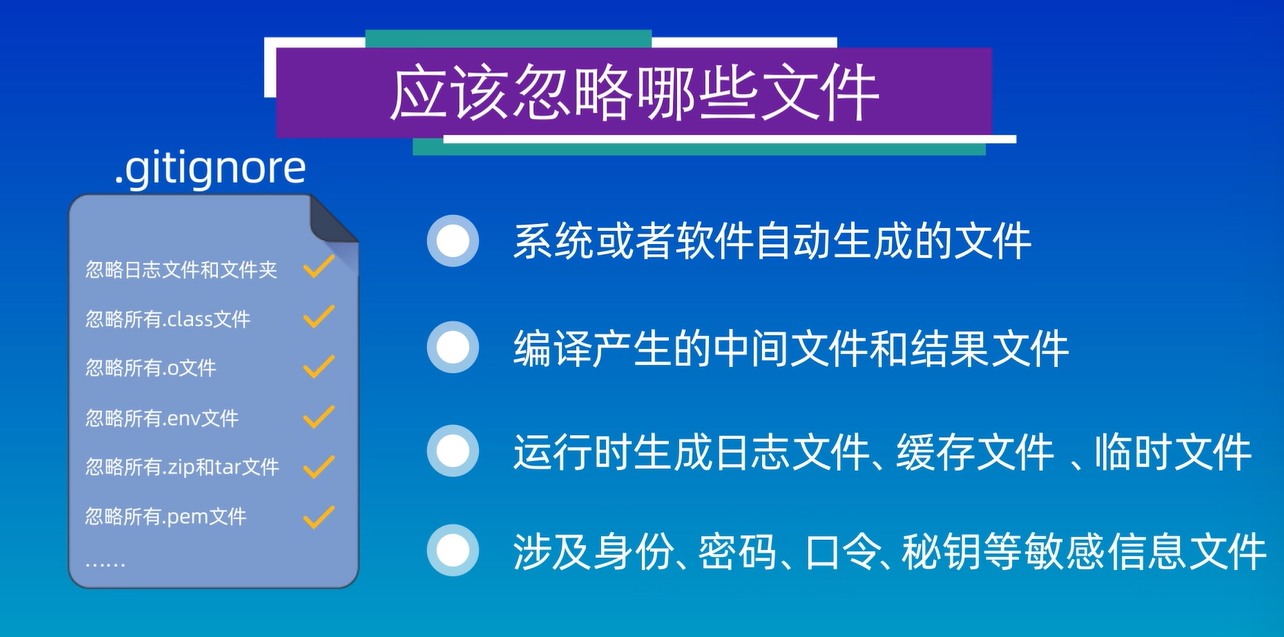 应该忽略哪些文件
.gitignore
忽略日志文件和文件夹
忽略所有.class文件
忽略所有.o文件
忽略所有.env文件
忽略所有.zip和tar文件
忽略所有.pem文件
……
系统或者软件自动生成的文件
编译产生的中间文件和结果文件
运行时生成日志文件、缓存文件 、临时文件
涉及身份、密码、口令、秘钥等敏感信息文件